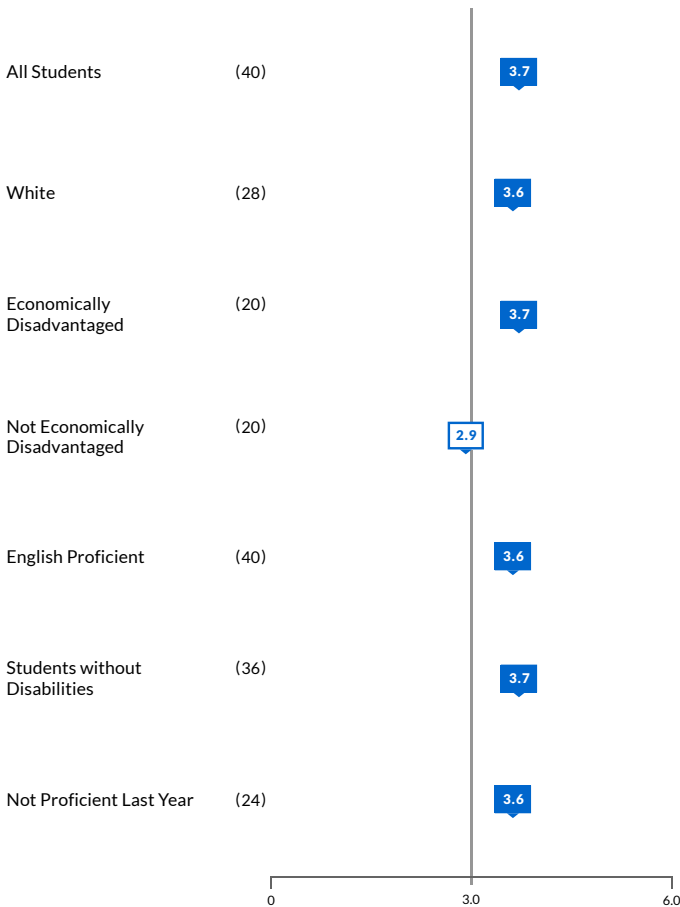 All Students (40) 3.7
White (28) 3.6
Economically (20)
Disadvantaged 3.7
Not Economically (20)
Disadvantaged 2.9
English Proficient (40) 3.6
Students without (36)
Disabilities 3.7
Not Proficient Last Year (24) 3.6
0 3.0 6.0